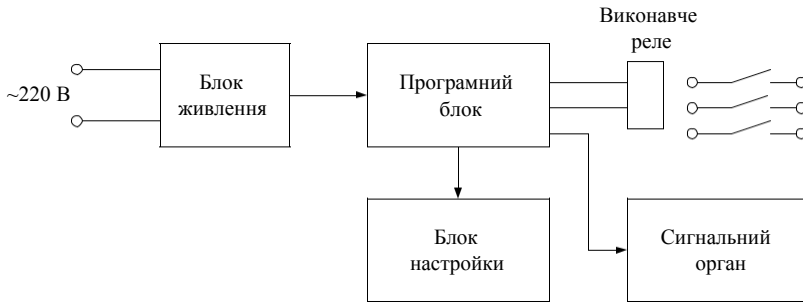 Виконавче
реле
~220 В
Блок
живлення
Програмний
блок
Блок
настройки
Сигнальний
орган